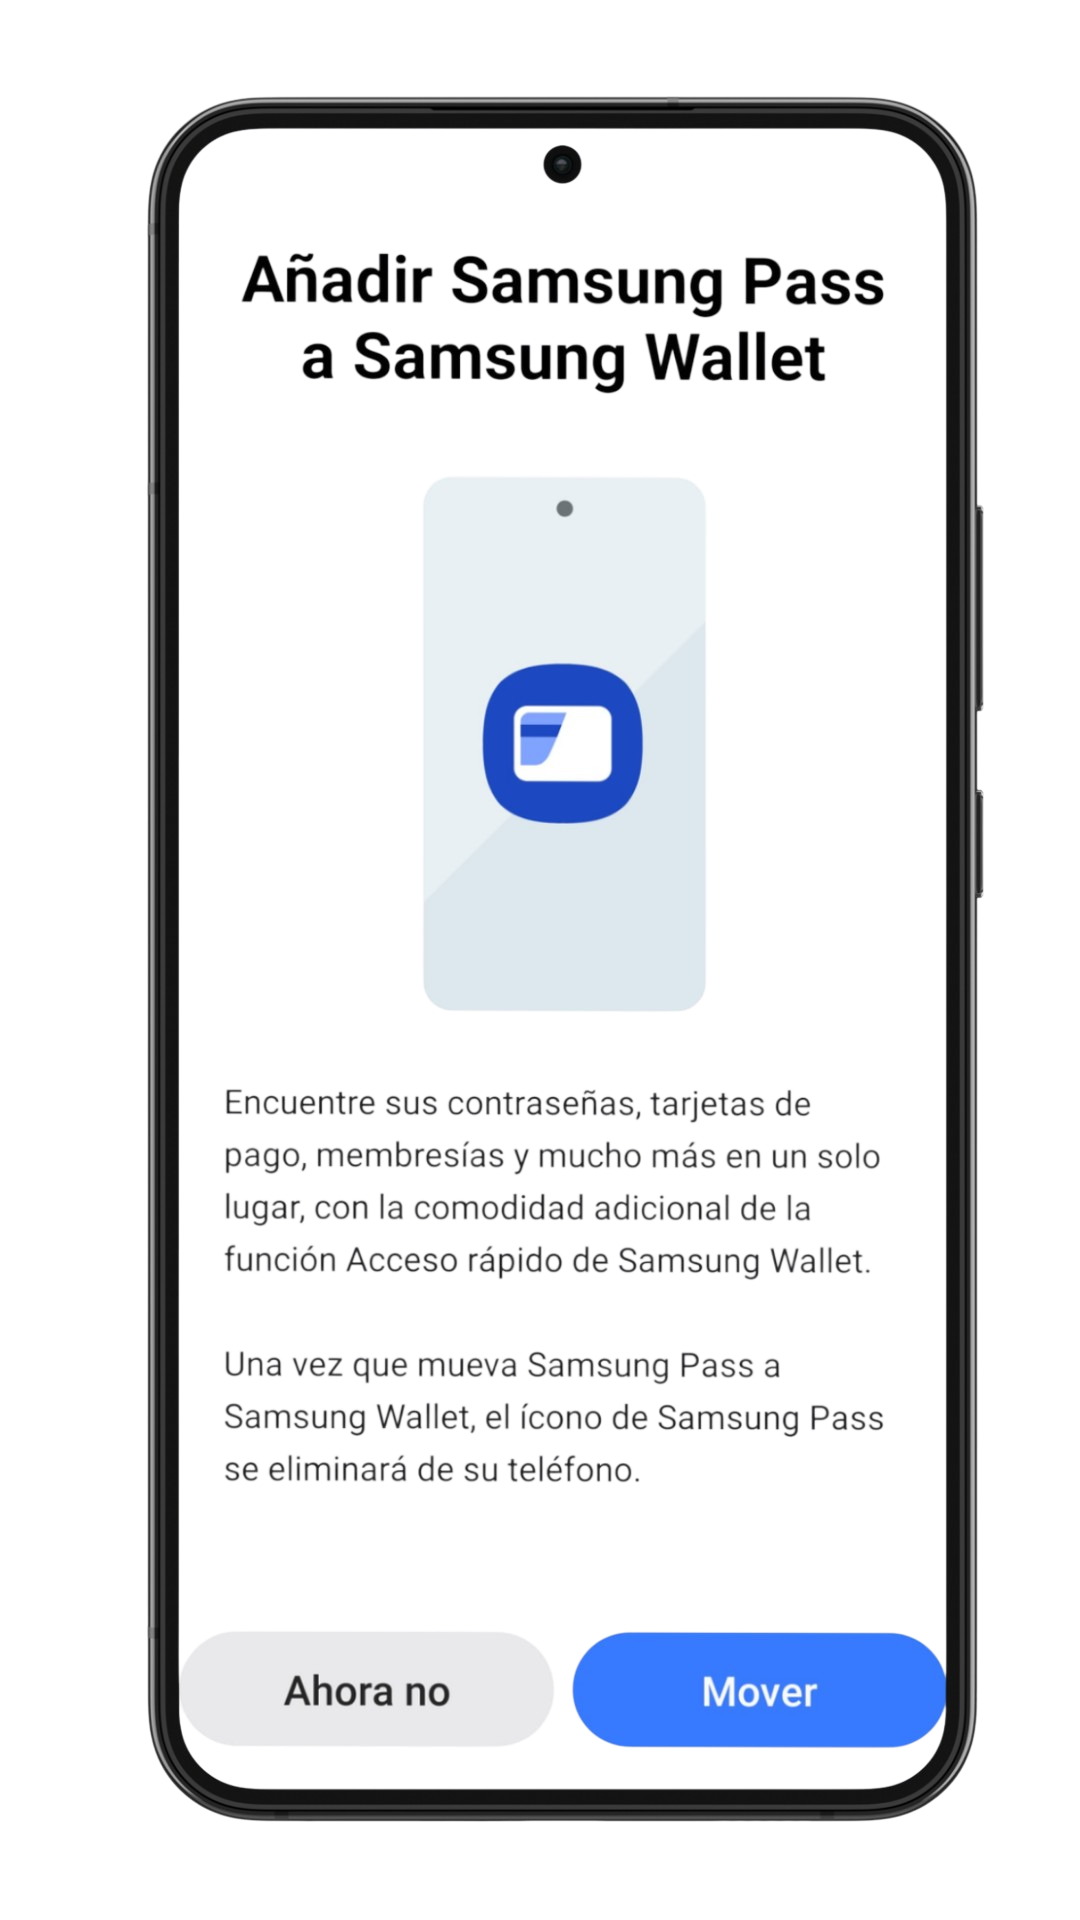 Añadir Samsung Pass
a Samsung Wallet
Encuentre sus contraseñas, tarjetas de
pago, membresías y mucho más en un solo
lugar, con la comodidad adicional de la
función Acceso rápido de Samsung Wallet.
Una vez que mueva Samsung Pass a
Samsung Wallet, el ícono de Samsung Pass
se eliminará de su teléfono.
Ahora no
Mover